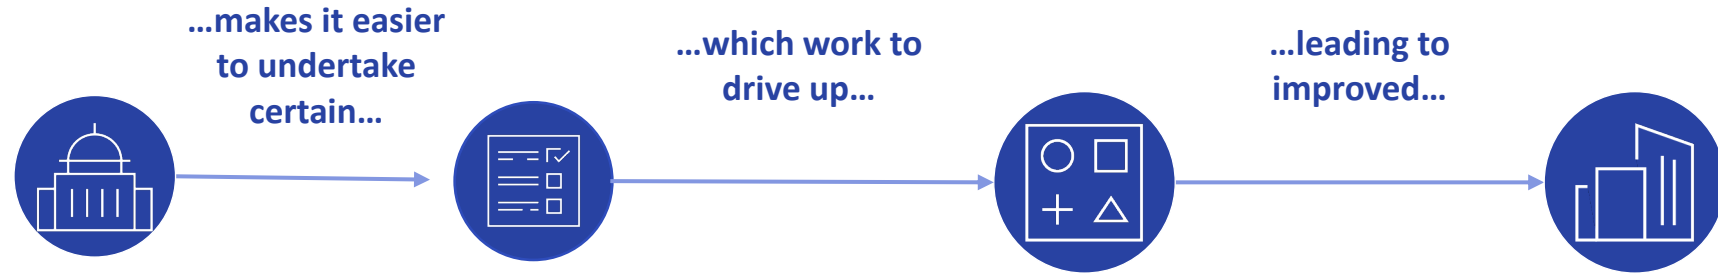 …makes it easier
to undertake
certain…
…which work to
drive up…
…leading to
improved…